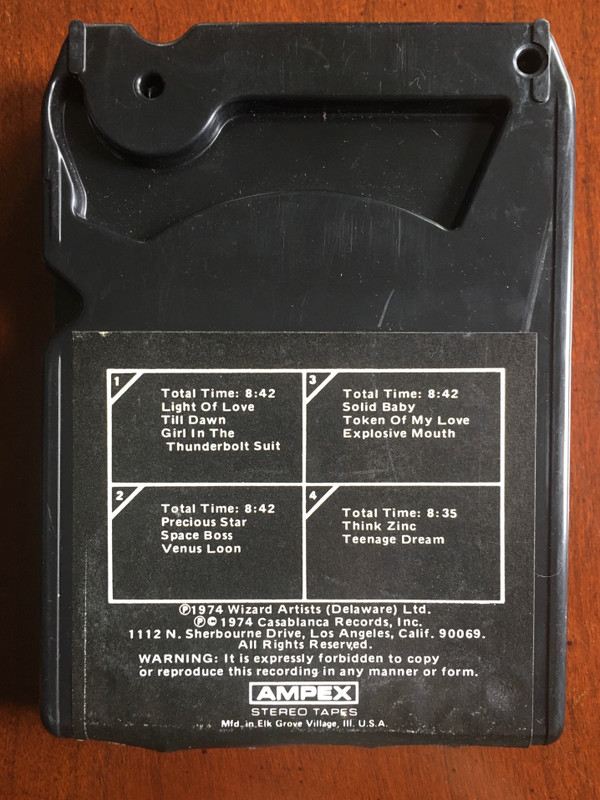 1
Total Time: 8:42
Light Of Love
Till Dawn
Girl In The
Thunderbolt Suit
2
Total Time: 8:42
Precious Star
Space Boss
Venus Loon
3
Total Time: 8:42
Solid Baby
Token Of My Love
Explosive Mouth
4
Total Time: 8:35
Think Zinc
Teenage Dream
℗1974 Wizard Artists (Delaware) Ltd.
℗© 1974 Casablanca Records, Inc.
1112 N. Sherbourne Drive, Los Angeles, Calif. 90069.
All Rights Reserved.
WARNING: It is expressly forbidden to copy
or reproduce this recording in any manner or form.
AMPEX
STEREO TAPES
Mfd. in Elk Grove Village, Ill. U.S.A.